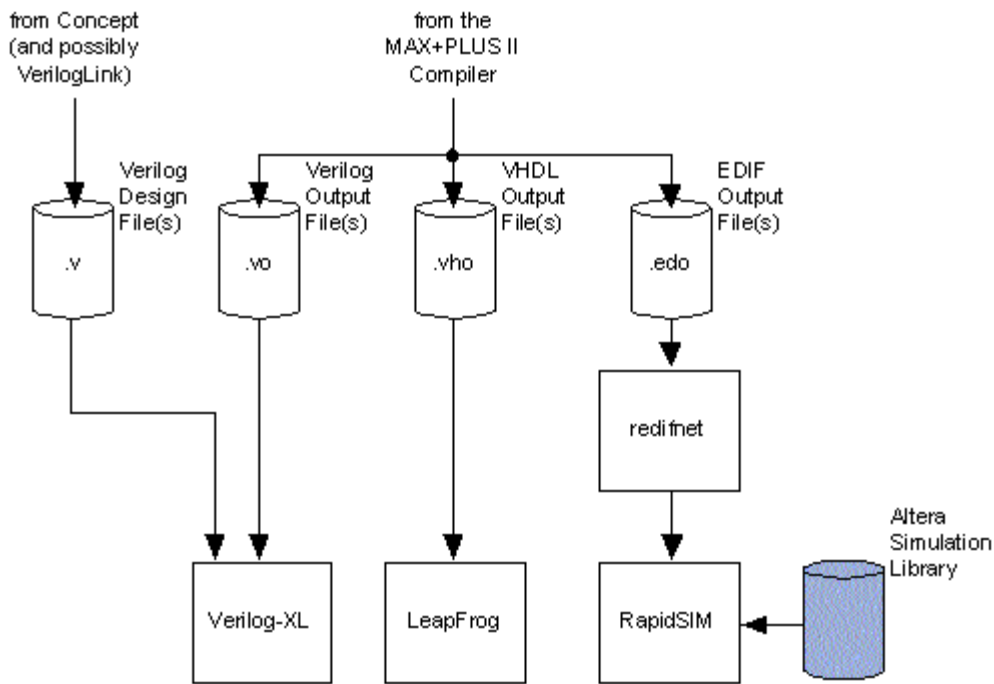 from Concept
(and possibly
VerilogLink)
from the
MAX+PLUS II
Compiler
Verilog
Design
File(s)
Verilog
Output
File(s)
VHDL
Output
File(s)
EDIF
Output
File(s)
.v
.vo
.vho
.edo
redifnet
Altera
Simulation
Library
Verilog-XL
LeapFrog
RapidSIM